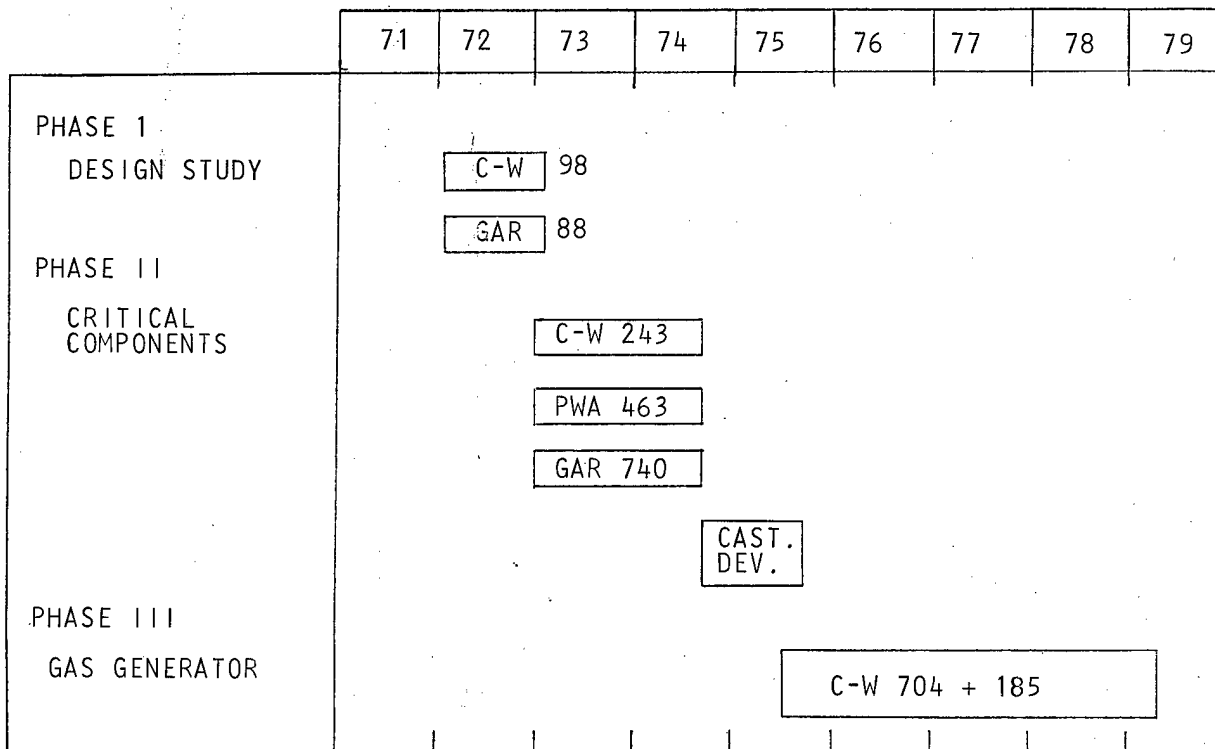 71 72 73 74 75 76 77 78 79
PHASE 1
DESIGN STUDY
C-W 98
GAR 88
PHASE II
CRITICAL
COMPONENTS
C-W 243
PWA 463
GAR 740
CAST.
DEV.
PHASE III
GAS GENERATOR
C-W 704 + 185